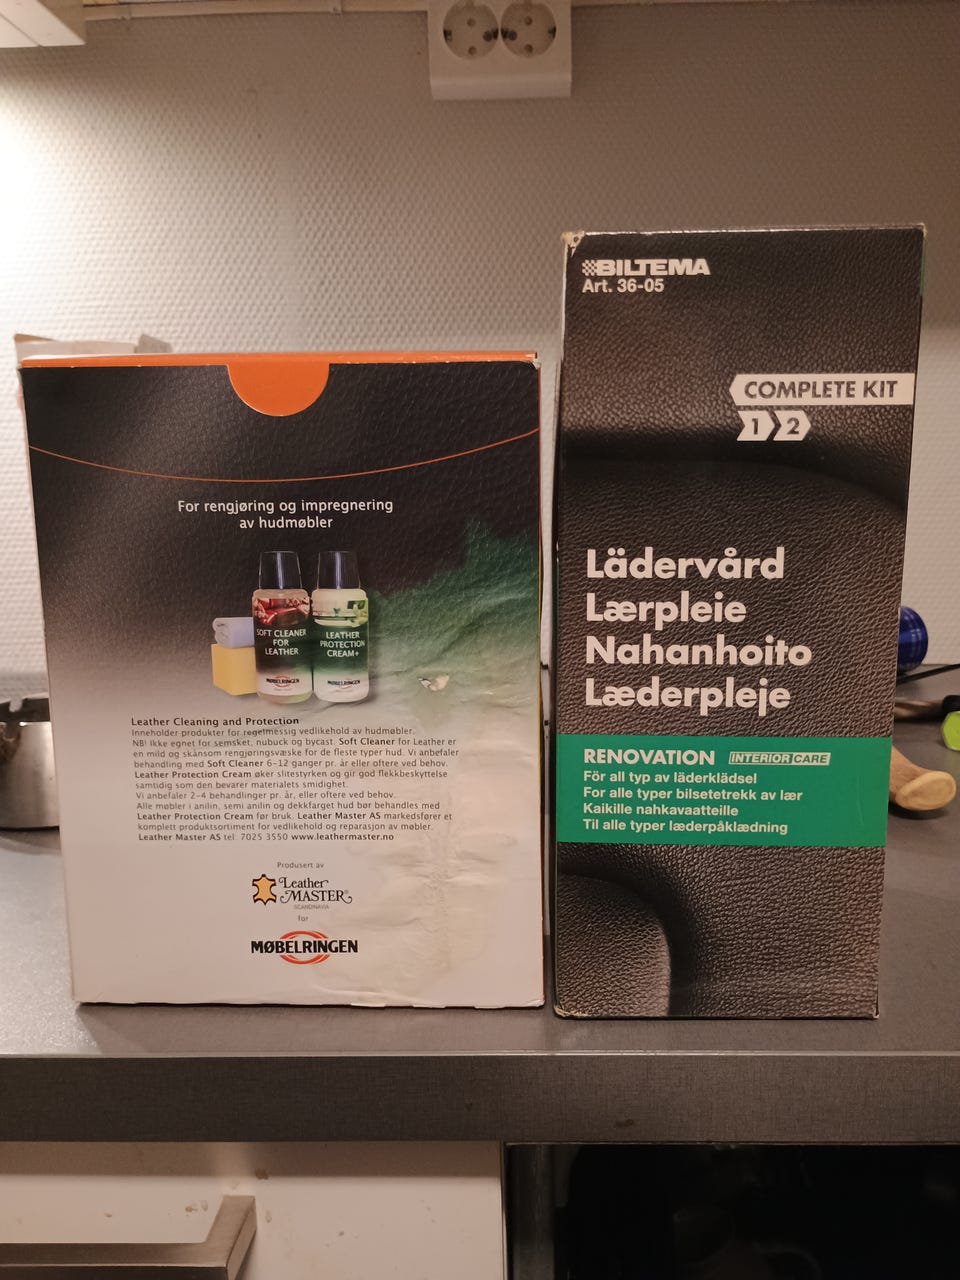 For rengjøring og impregnering
av hudmøbler
SOFT CLEANER
FOR
LEATHER
MØBELRINGEN
LEATHER
PROTECTION
CREAM+
MØBELRINGEN
Leather Cleaning and Protection
Inneholder produkter for regelmessig vedlikehold av hudmøbler.
NB! Ikke egnet for semsket, nubuck og bycast. Soft Cleaner for Leather er
en mild og skånsom rengjøringsvæske for de fleste typer hud. Vi anbefaler
behandling med Soft Cleaner 6-12 ganger pr. år eller oftere ved behov.
Leather Protection Cream øker slitestyrken og gir god flekkbeskyttelse
samtidig som den bevarer materialets smidighet.
Vi anbefaler 2-4 behandlinger pr. år, eller oftere ved behov.
Alle møbler i anilin, semi anilin og dekkfarget hud bør behandles med
Leather Protection Cream før bruk. Leather Master AS markedsfører et
komplett produktsortiment for vedlikehold og reparasjon av møbler.
Leather Master AS tel: 7025 3550 www.leathermaster.no
Produsert av
Leather
MASTER®
SCANDINAVIA
for
MØBELRINGEN
BILTEMA
Art. 36-05
COMPLETE KIT
1 2
Lädervård
Lærpleie
Nahanhoito
Læderpleje
RENOVATION INTERIOR CARE
För all typ av läderklädsel
For alle typer bilsetetrekk av lær
Kaikille nahkavaatteille
Til alle typer læderpåklædning